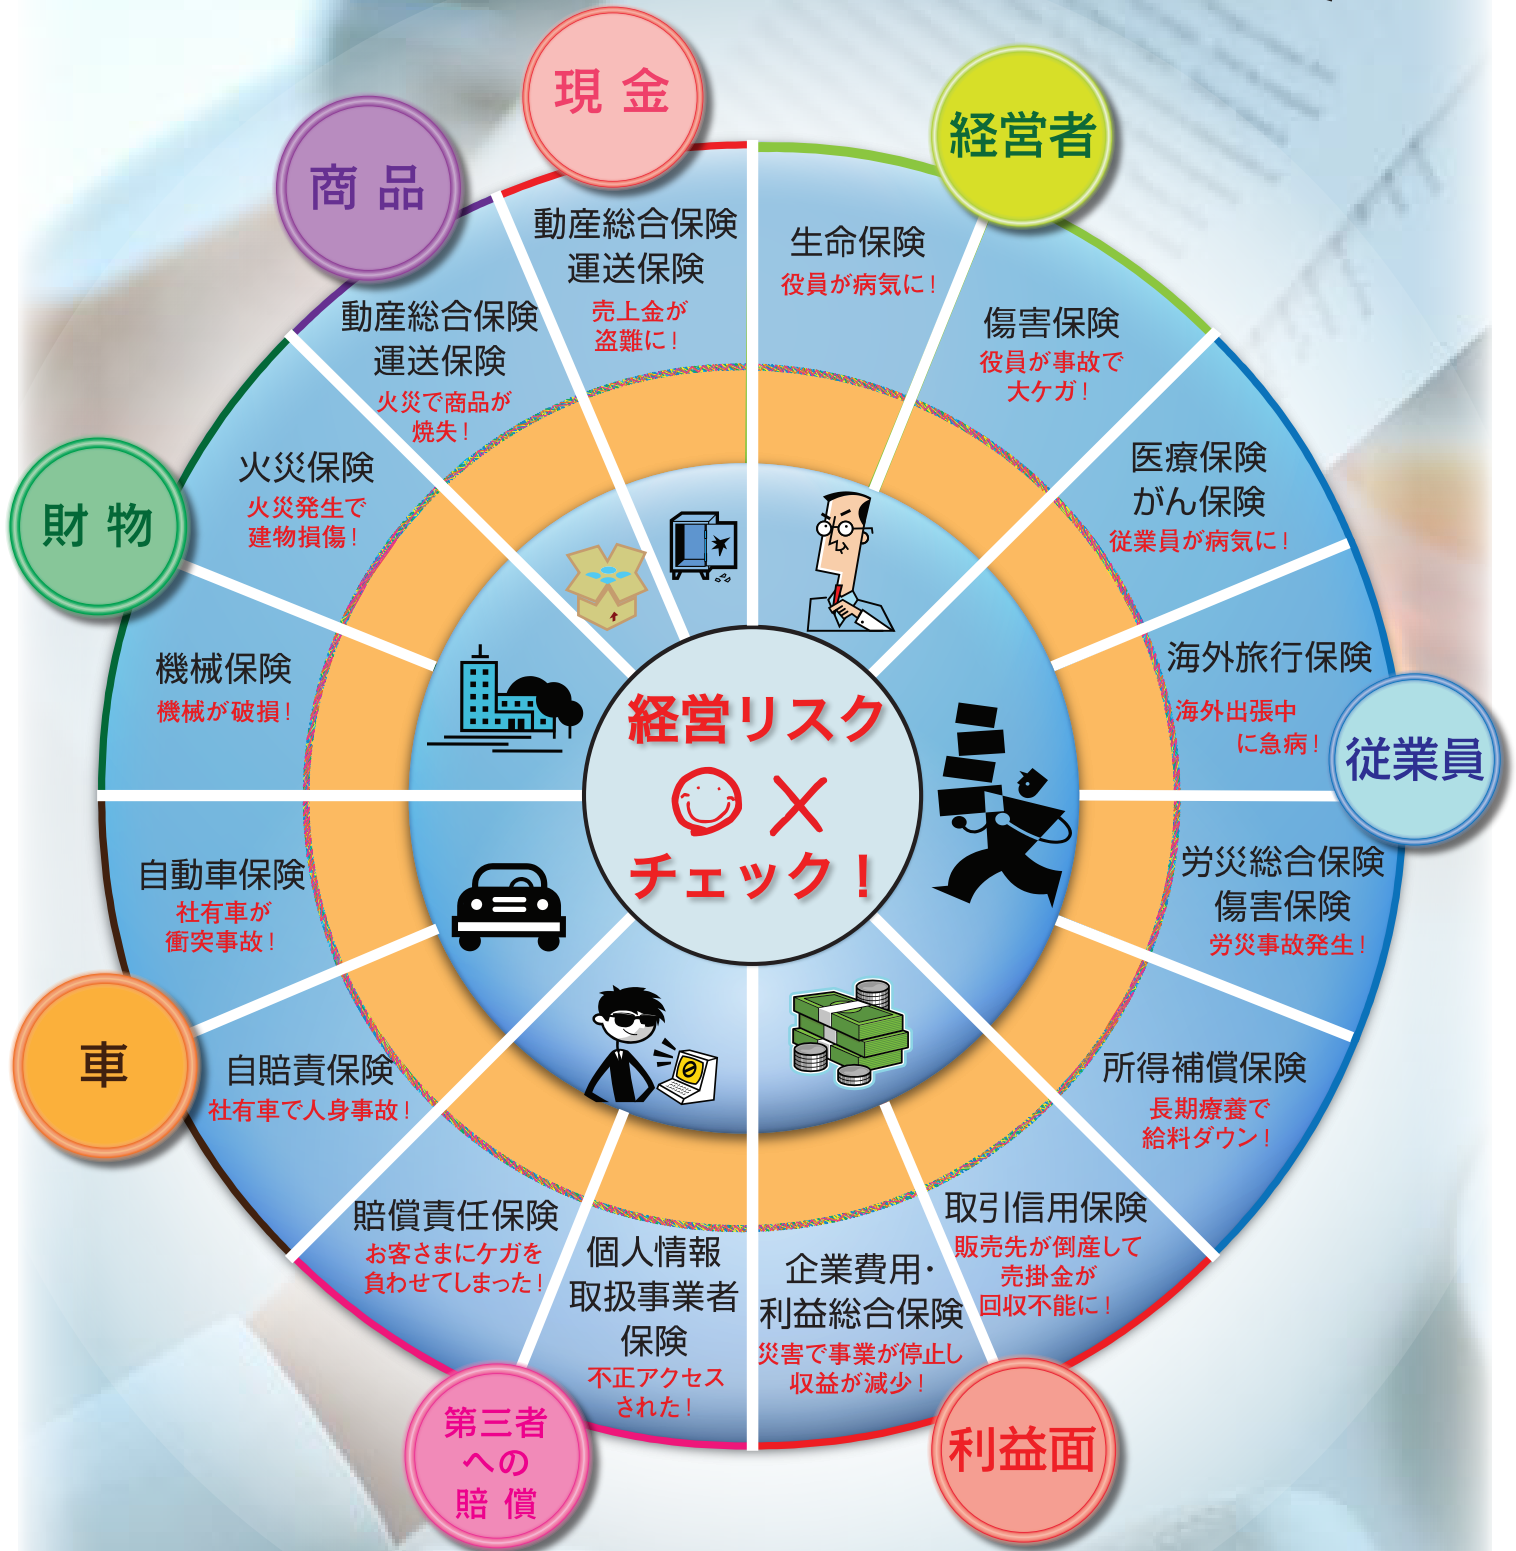 現金
経営者
商品
動産総合保険
運送保険
売上金が
盗難に！
生命保険
役員が病気に！
動産総合保険
運送保険
火災で商品が
焼失！
傷害保険
役員が事故で
大ケガ！
財物
火災保険
火災発生で
建物損傷！
医療保険
がん保険
従業員が病気に！
機械保険
機械が破損！
海外旅行保険
海外出張中
に急病！
従業員
経営リスク
チェック！
自動車保険
社有車が
衝突事故！
労災総合保険
傷害保険
労災事故発生！
車
自賠責保険
社有車で人身事故！
所得補償保険
長期療養で
給料ダウン！
賠償責任保険
お客さまにケガを
負わせてしまった！
個人情報
取扱事業者
保険
不正アクセス
された！
企業費用・
利益総合保険
災害で事業が停止し
収益が減少！
取引信用保険
販売先が倒産して
売掛金が
回収不能に！
第三者
への
賠償
利益面